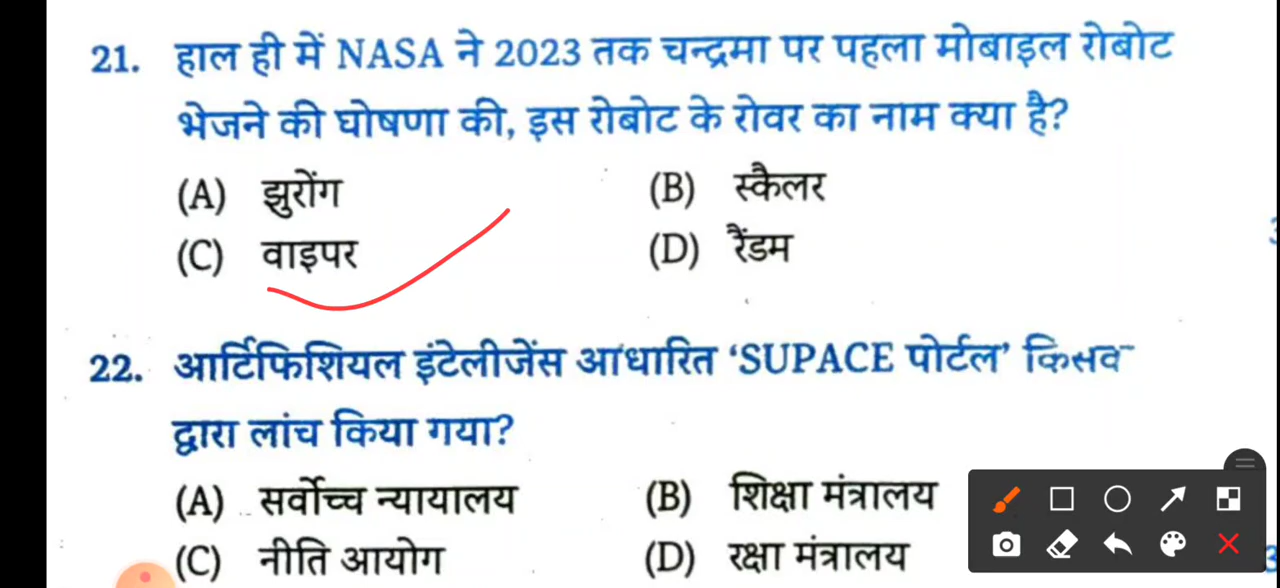 21. हाल ही में NASA ने 2023 तक चन्द्रमा पर पहला मोबाइल रोबोट
भेजने की घोषणा की, इस रोबोट के रोवर का नाम क्या है?
(A) झुरोंग (B) स्कैलर
(C) वाइपर (D) रैंडम
22. आर्टिफिशियल इंटेलीजेंस आधारित 'SUPACE पोर्टल'
द्वारा लांच किया गया?
(A) सर्वोच्च न्यायालय (B) शिक्षा मंत्रालय
(C) नीति आयोग (D) रक्षा मंत्रालय